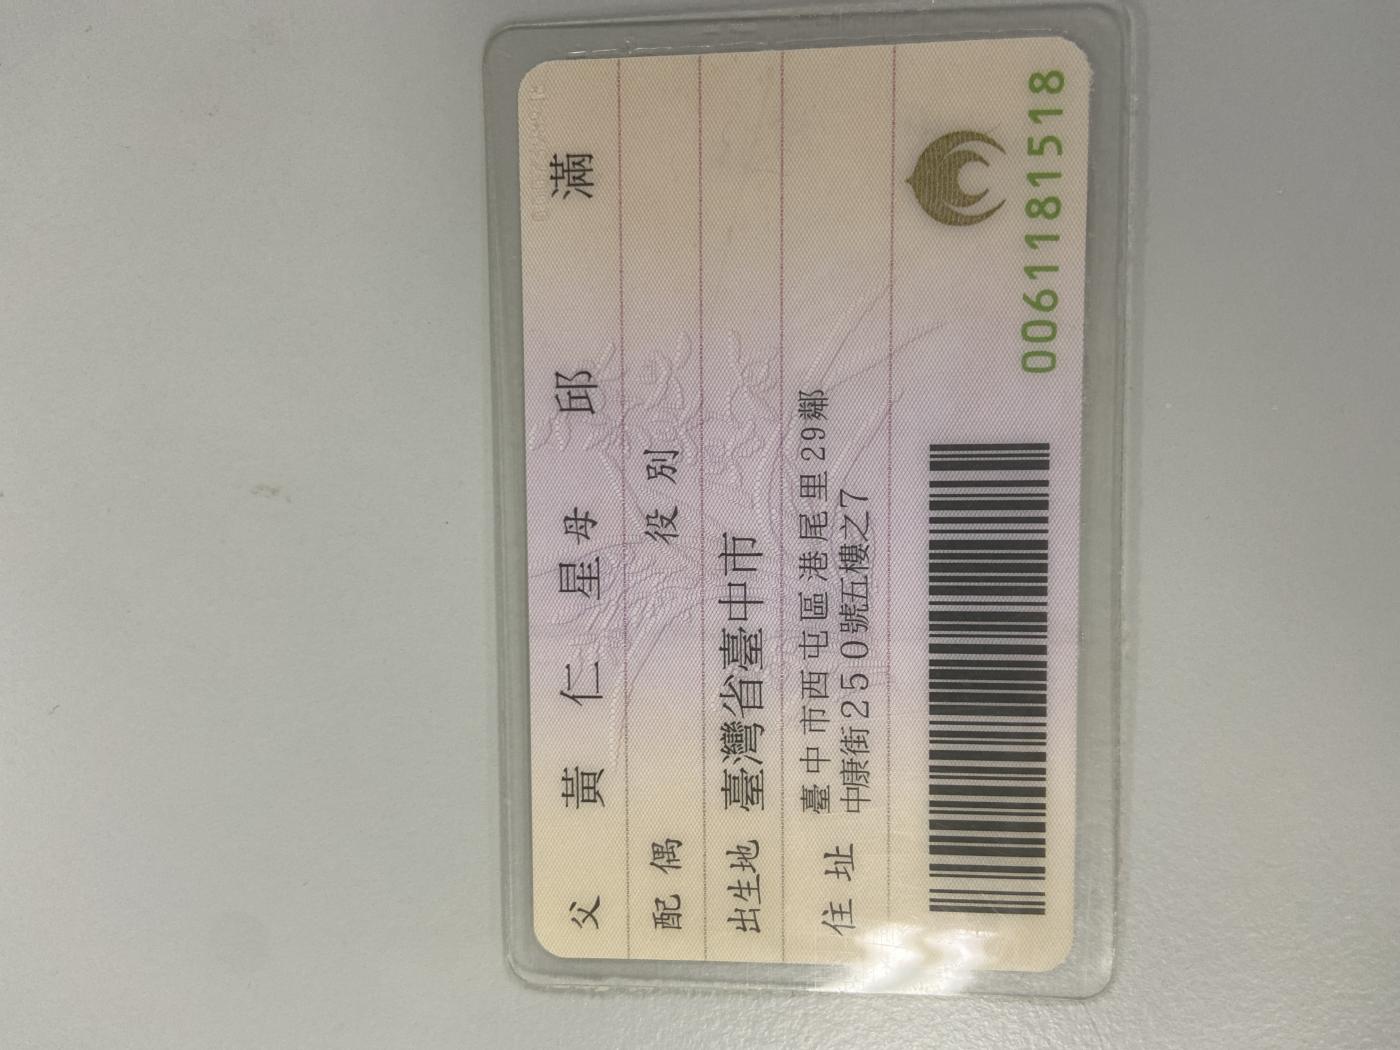 父 黃仁星 母 邱滿
配偶 役別
出生地 臺灣省臺中市
住址 臺中市西屯區港尾里29鄰
中康街250號五樓之7
0061181518